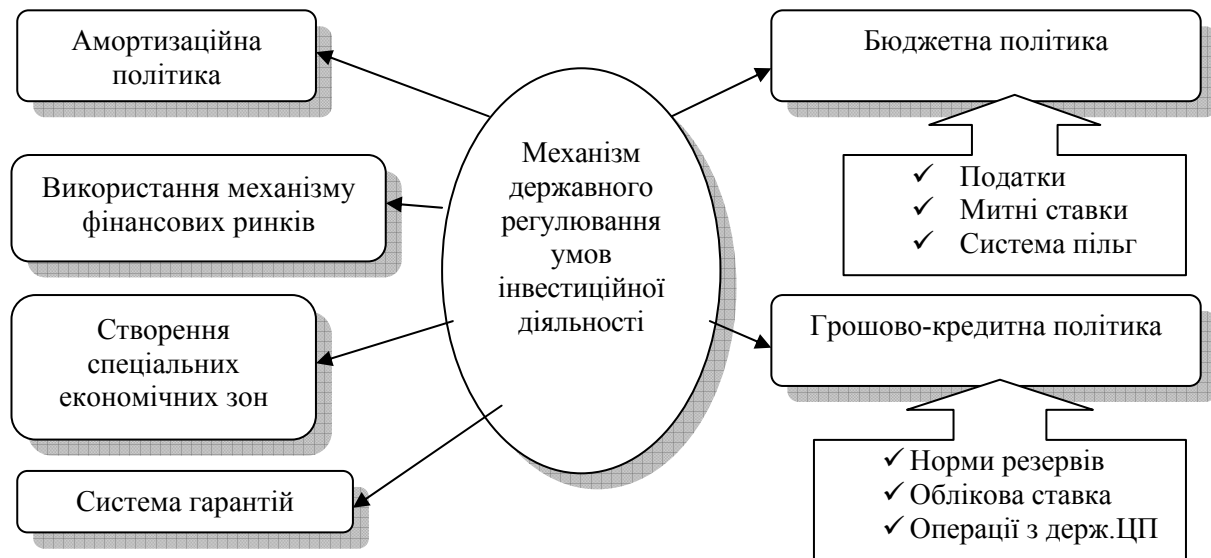 Амортизаційна
політика
Використання механізму
фінансових ринків
Створення
спеціальних
економічних зон
Система гарантій
Механізм
державного
регулювання
умов
інвестиційної
діяльності
Бюджетна політика
✓ Податки
✓ Митні ставки
✓ Система пільг
Грошово-кредитна політика
✓ Норми резервів
✓ Облікова ставка
✓ Операції з держ.ЦП